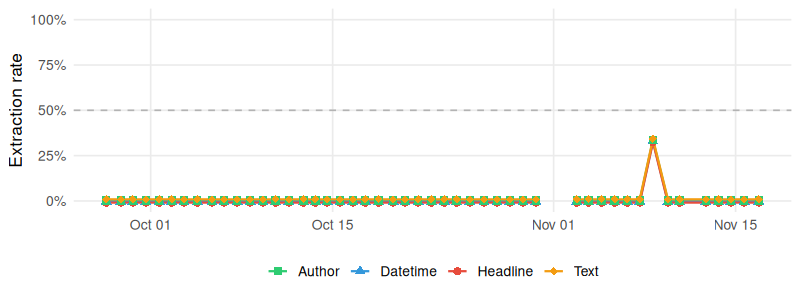 Extraction rate
100%
75%
50%
25%
0%
Oct 01 Oct 15 Nov 01 Nov 15
Author Datetime Headline Text